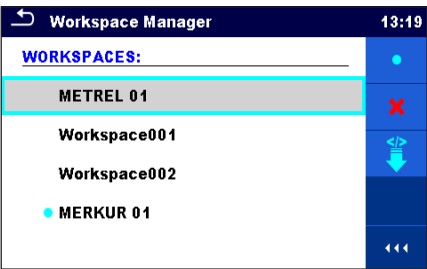 Workspace Manager 13:19
WORKSPACES:
METREL 01
Workspace001
Workspace002
MERKUR 01